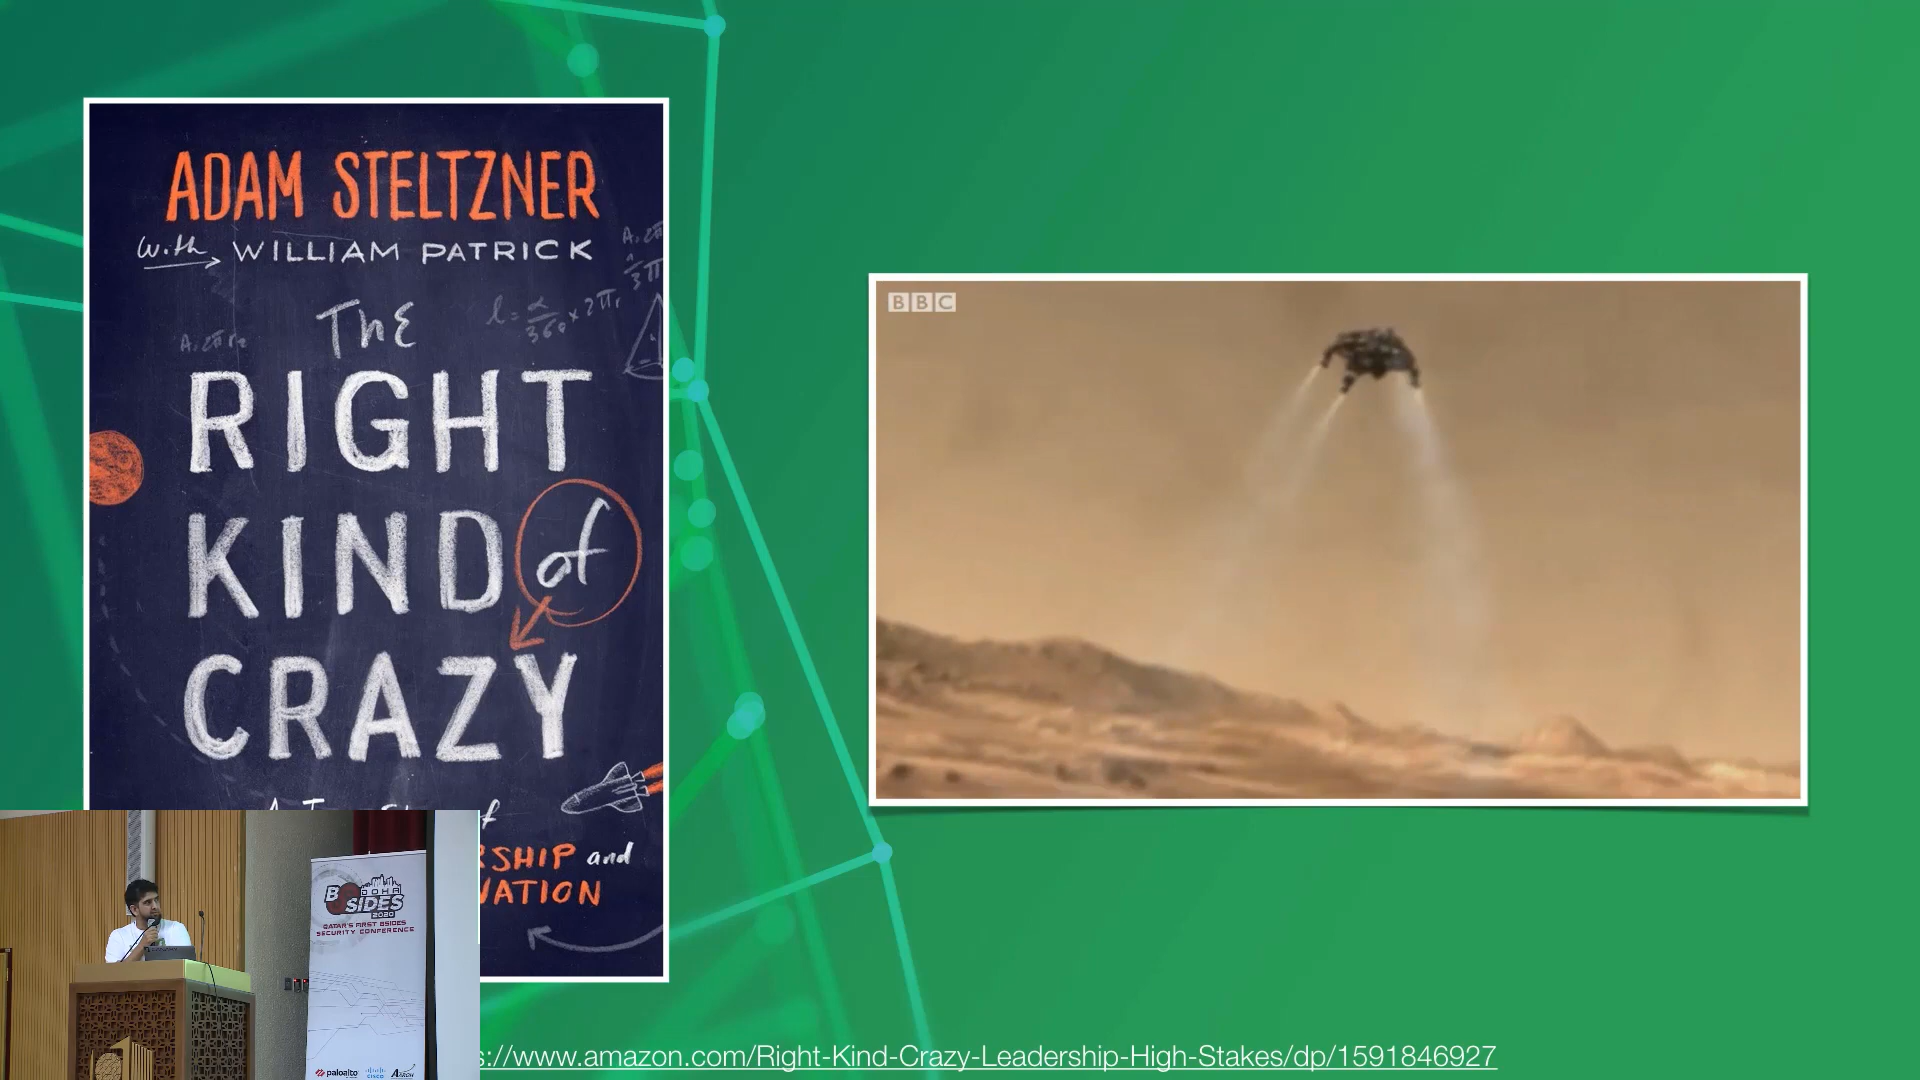 ADAM STELTZNER
with WILLIAM PATRICK
The
RIGHT
KIND of
CRAZY
RSHIP and
VATION
BBC
BSIDES
DOHA
2020
QATAR'S FIRST BSIDES
SECURITY CONFERENCE
paloalto
CISCO
s://www.amazon.com/Right-Kind-Crazy-Leadership-High-Stakes/dp/1591846927